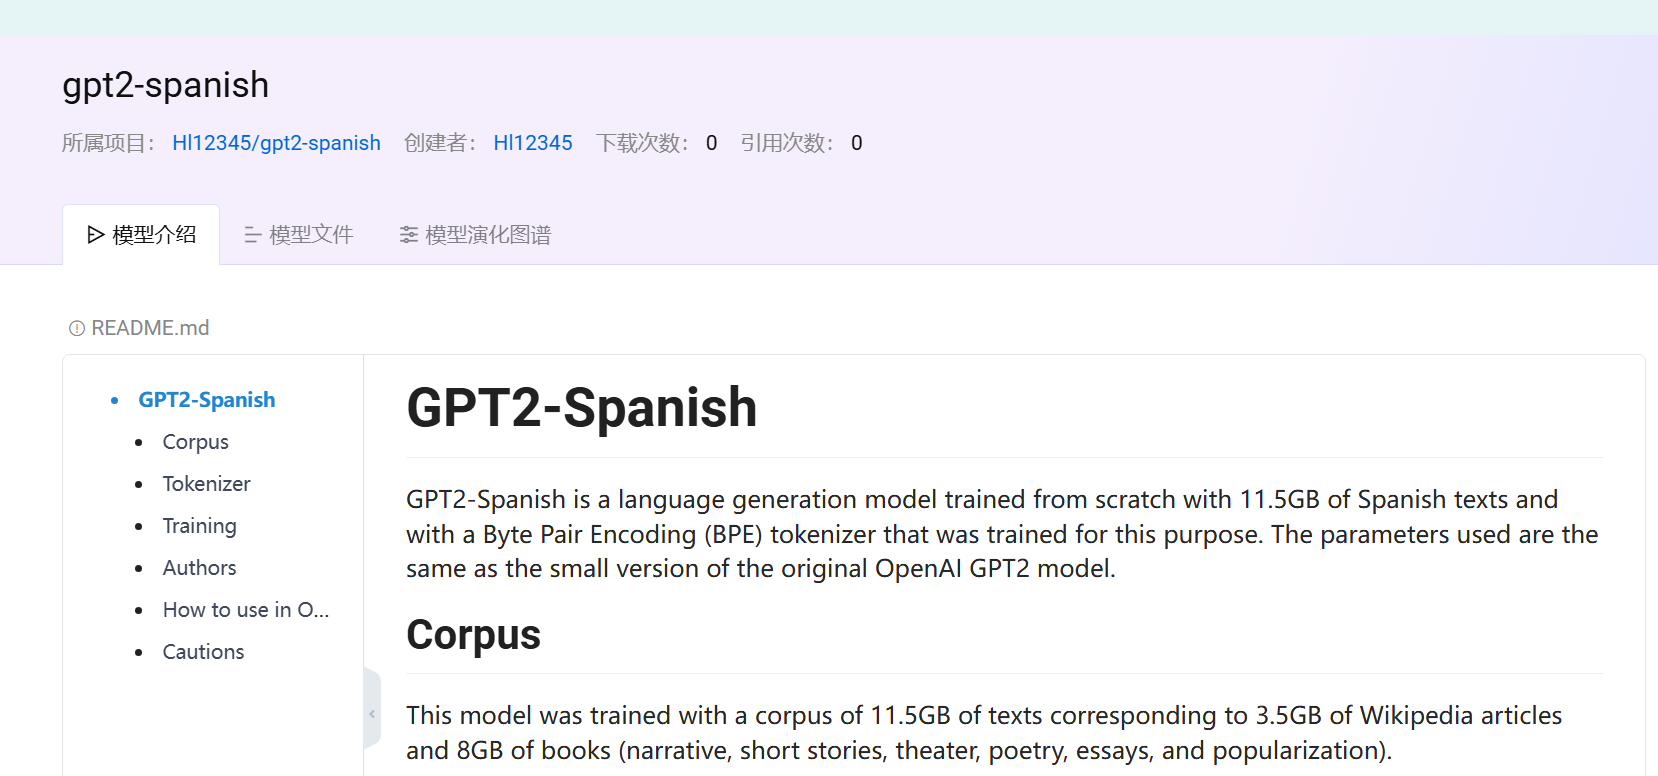 gpt2-spanish
所属项目： Hl12345/gpt2-spanish 创建者： Hl12345 下载次数： 0 引用次数： 0
模型介绍 模型文件 模型演化图谱
README.md
GPT2-Spanish
Corpus
Tokenizer
Training
Authors
How to use in O...
Cautions
GPT2-Spanish
GPT2-Spanish is a language generation model trained from scratch with 11.5GB of Spanish texts and
with a Byte Pair Encoding (BPE) tokenizer that was trained for this purpose. The parameters used are the
same as the small version of the original OpenAI GPT2 model.
Corpus
This model was trained with a corpus of 11.5GB of texts corresponding to 3.5GB of Wikipedia articles
and 8GB of books (narrative, short stories, theater, poetry, essays, and popularization).